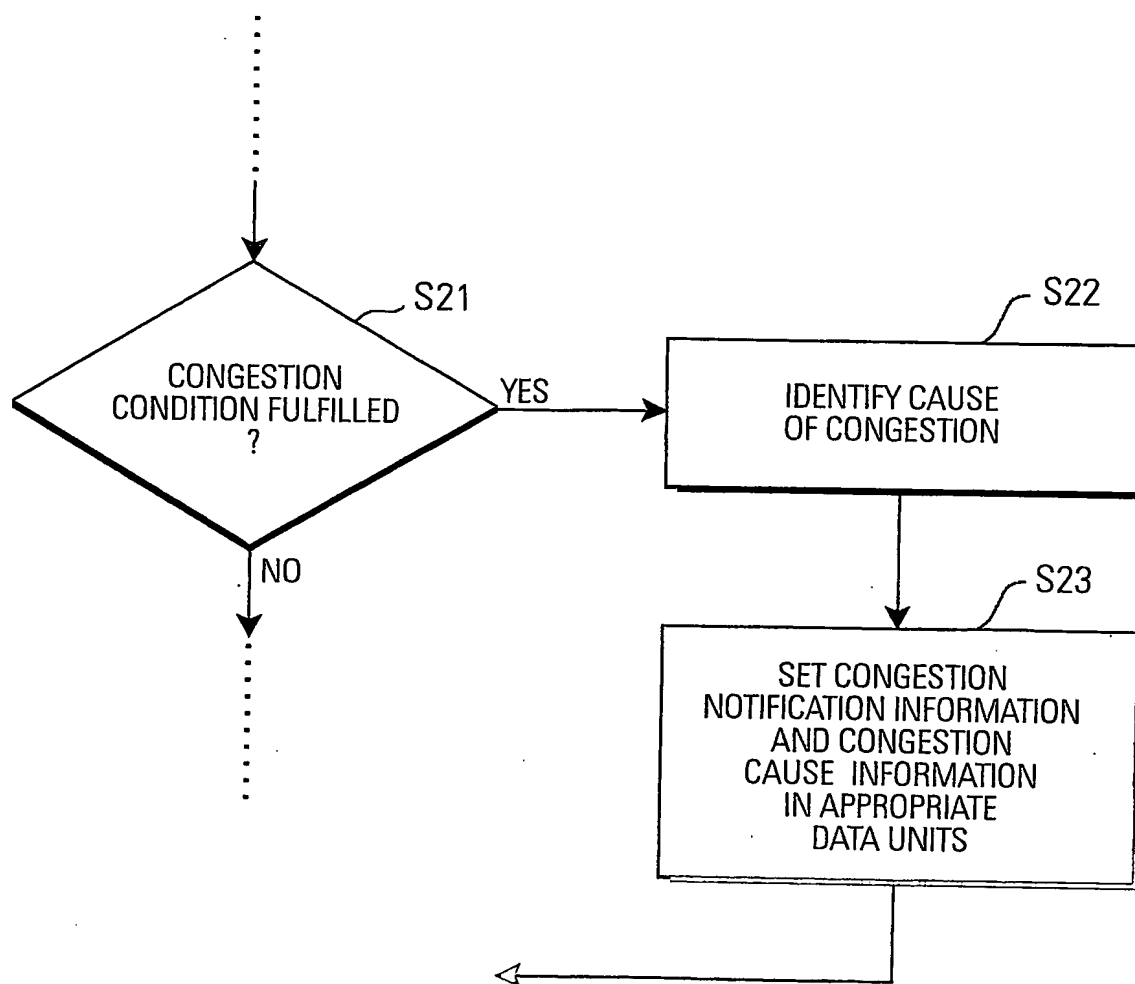 S21
CONGESTION
CONDITION FULFILLED
?
YES
NO
S22
IDENTIFY CAUSE
OF CONGESTION
S23
SET CONGESTION
NOTIFICATION INFORMATION
AND CONGESTION
CAUSE INFORMATION
IN APPROPRIATE
DATA UNITS